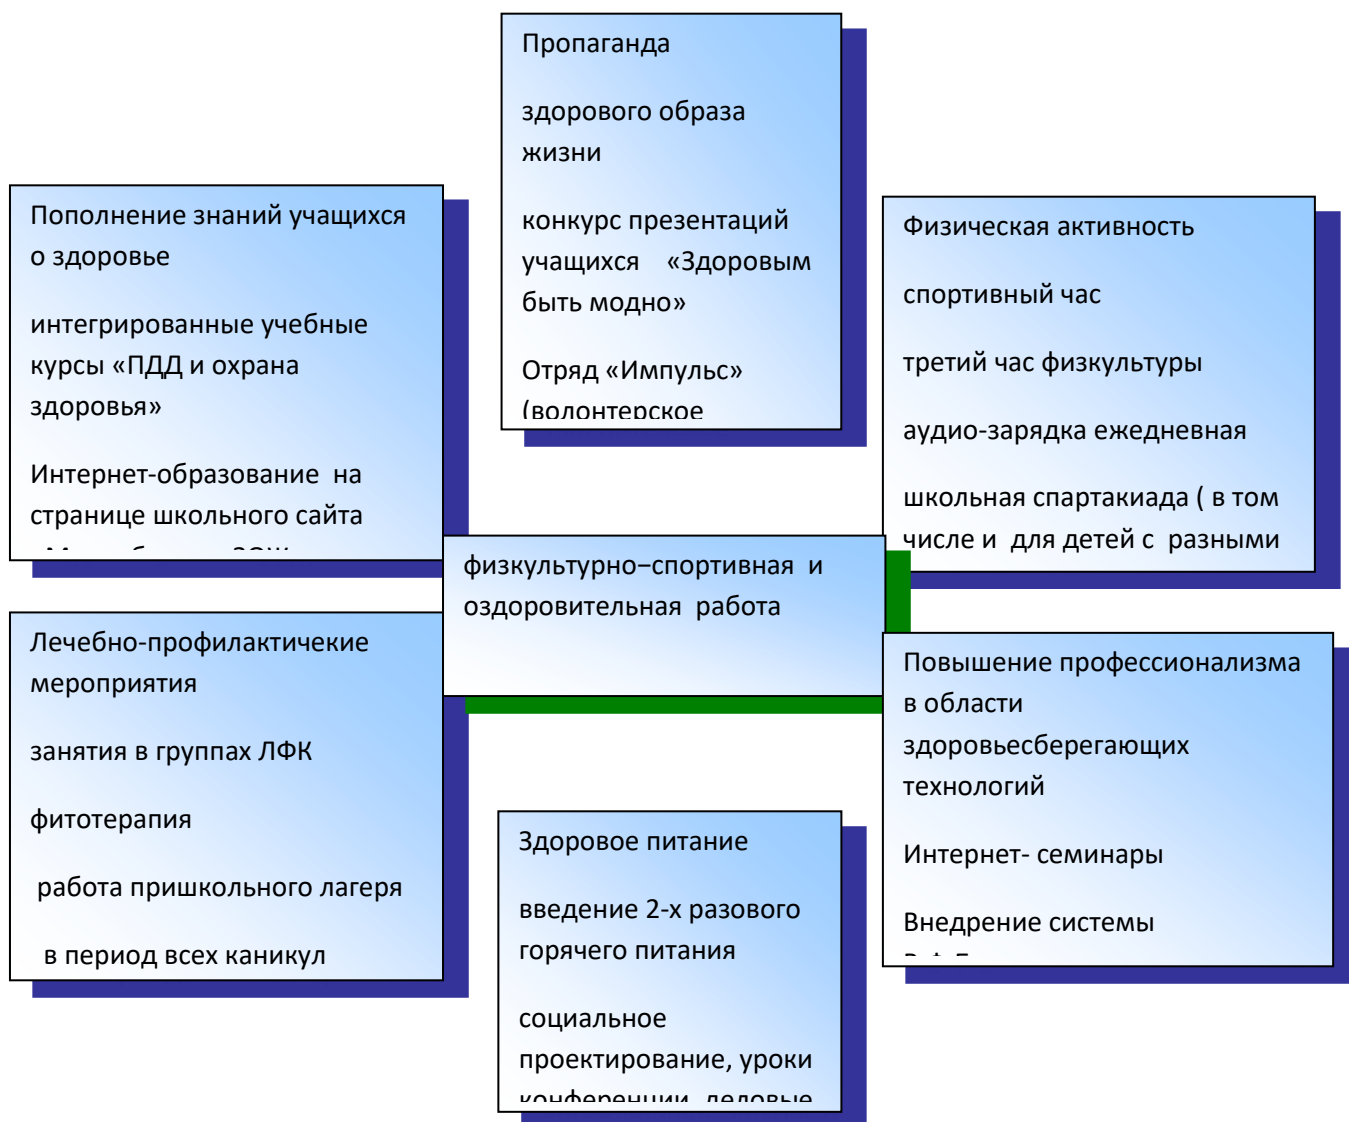 Пропаганда
здорового образа
жизни
конкурс презентаций
учащихся «Здоровым
быть модно»
Отряд «Импульс»
(волонтерское
Пополнение знаний учащихся
о здоровье
интегрированные учебные
курсы «ПДД и охрана
здоровья»
Интернет-образование на
странице школьного сайта
Физическая активность
спортивный час
третий час физкультуры
аудио-зарядка ежедневная
школьная спартакиада ( в том
числе и для детей с разными
физкультурно–спортивная и
оздоровительная работа
Лечебно-профилактичекие
мероприятия
занятия в группах ЛФК
фитотерапия
работа пришкольного лагеря
в период всех каникул
Повышение профессионализма
в области
здоровьесберегающих
технологий
Интернет- семинары
Внедрение системы
Здоровое питание
введение 2-х разового
горячего питания
социальное
проектирование, уроки
конференции, деловые